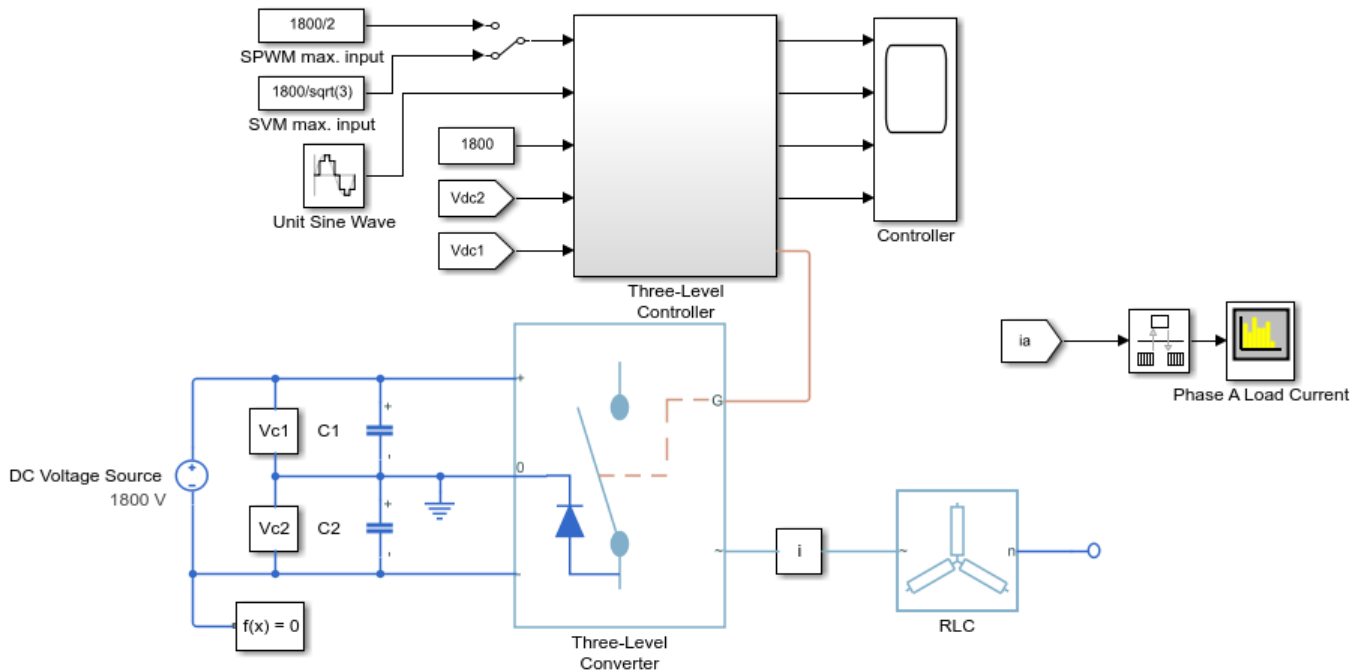 1800/2
SPWM max. input
1800/sqrt(3)
SVM max. input
Unit Sine Wave
1800
Vdc2
Vdc1
Three-Level
Controller
Controller
ia
Phase A Load Current
DC Voltage Source
1800 V
Vc1
C1
+
Vc2
C2
+
f(x) = 0
+
-
+
0
-
G
~
Three-Level
Converter
i
~
n
RLC